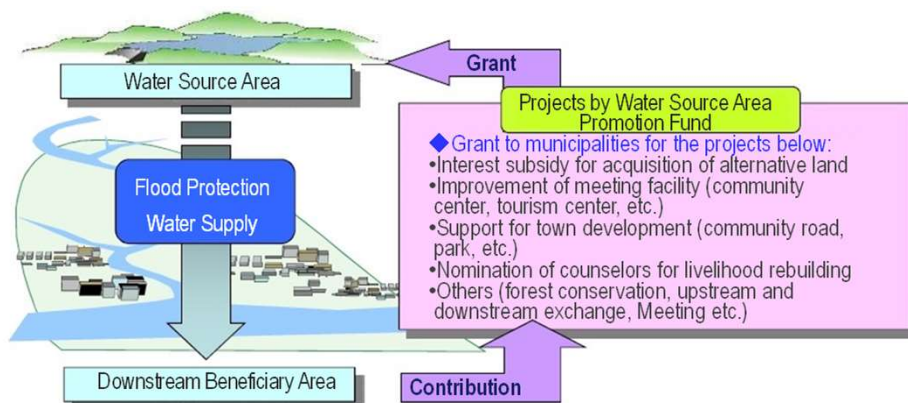 Grant
Water Source Area
Projects by Water Source Area
Promotion Fund
◆Grant to municipalities for the projects below:
•Interest subsidy for acquisition of alternative land
•Improvement of meeting facility (community
center, tourism center, etc.)
•Support for town development (community road,
park, etc.)
•Nomination of counselors for livelihood rebuilding
•Others (forest conservation, upstream and
downstream exchange, Meeting etc.)
Flood Protection
Water Supply
Downstream Beneficiary Area
Contribution